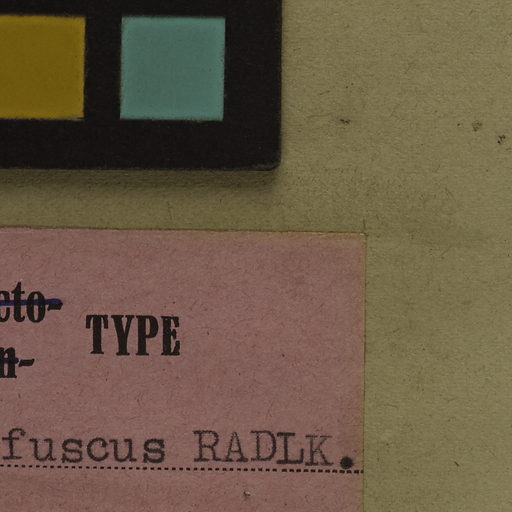 cto-
TYPE
n-
fuscus RADLK.